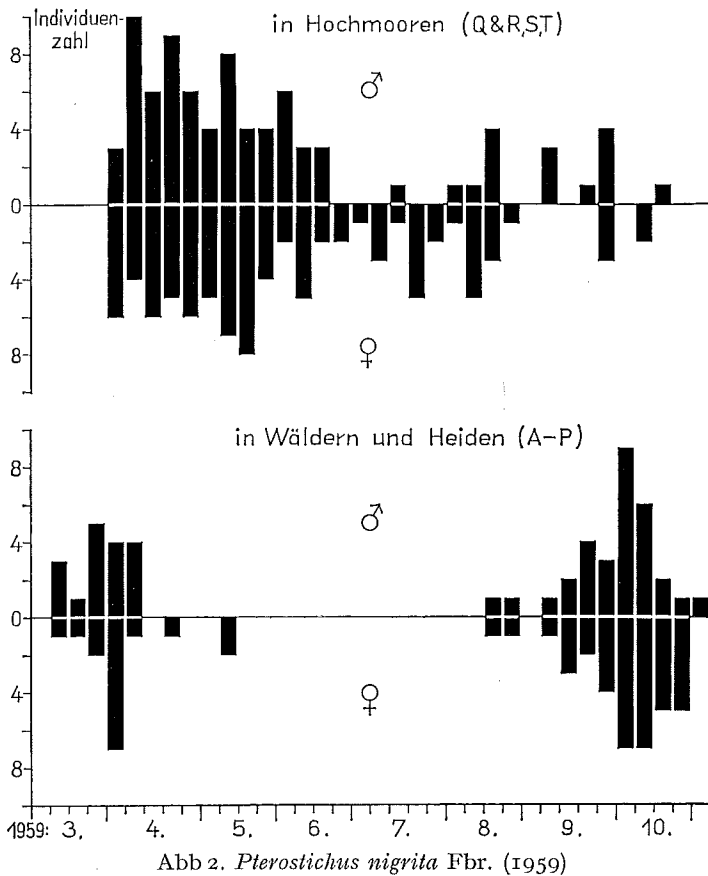 Individuen-
zahl
in Hochmooren (Q&R,S,T)
8
♂
4
0
4
♀
8
in Wäldern und Heiden (A-P)
8
♂
4
0
4
♀
8
1959: 3. 4. 5. 6. 7. 8. 9. 10.
Abb 2. Pterostichus nigrita Fbr. (1959)